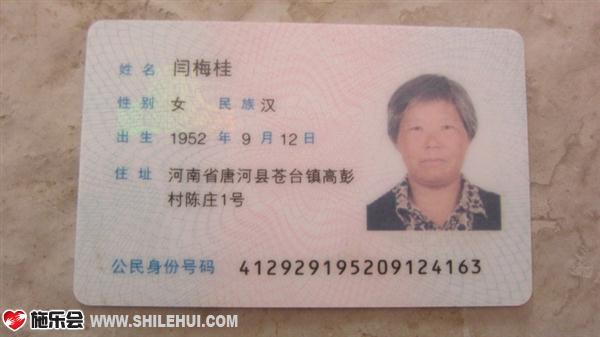 姓名 闫梅桂
性别 女 民族 汉
出生 1952 年 9 月 12 日
住址 河南省唐河县苍台镇高彭
村陈庄1号
公民身份号码 412929195209124163
施乐会 WWW.SHILEHUI.COM